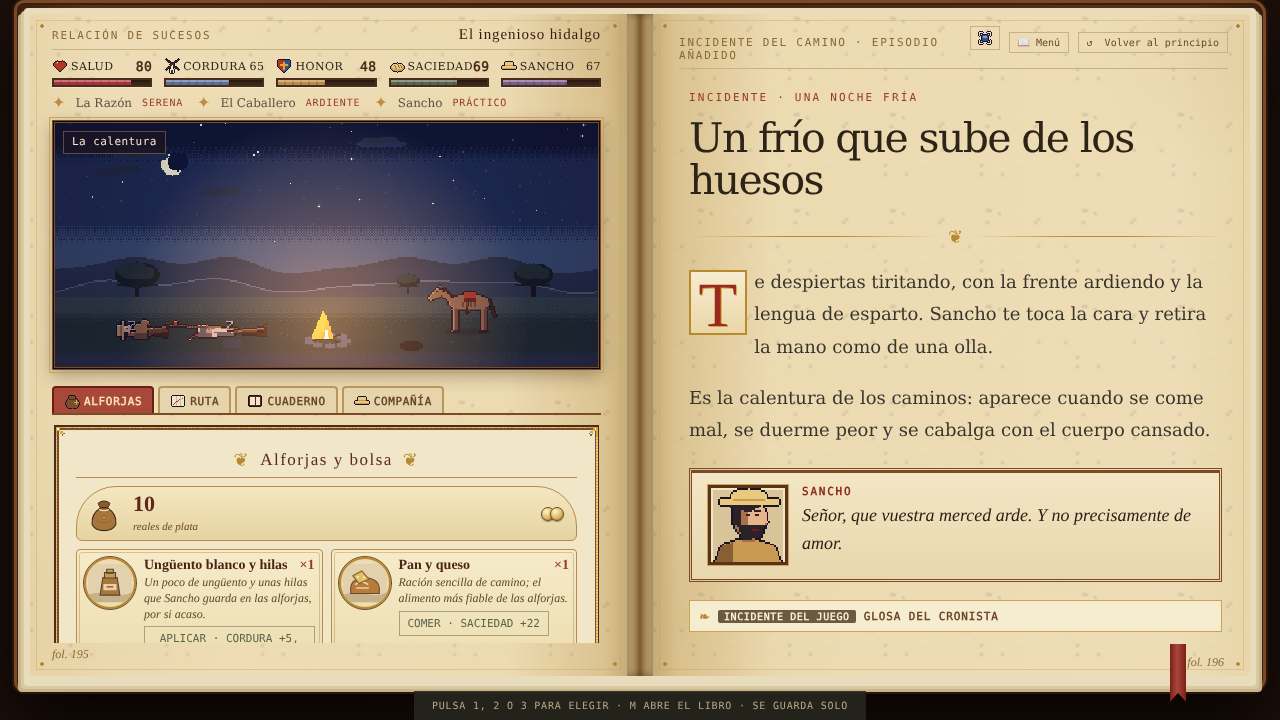 RELACIÓN DE SUCESOS
El ingenioso hidalgo
SALUD 80
CORDURA 65
HONOR 48
SACIEDAD 69
SANCHO 67
La Razón SERENA
El Caballero ARDIENTE
Sancho PRÁCTICO
La calentura
ALFORJAS
RUTA
CUADERNO
COMPAÑÍA
Alforjas y bolsa
10
reales de plata
Ungüento blanco y hilas ×1
Un poco de ungüento y unas hilas
que Sancho guarda en las alforjas,
por si acaso.
APLICAR · CORDURA +5,
Pan y queso ×1
Ración sencilla de camino; el
alimento más fiable de las alforjas.
COMER · SACIEDAD +22
fol. 195
INCIDENTE DEL CAMINO · EPISODIO
AÑADIDO
Menú
↺ Volver al principio
INCIDENTE · UNA NOCHE FRÍA
Un frío que sube de los
huesos
Te despiertas tiritando, con la frente ardiendo y la
lengua de esparto. Sancho te toca la cara y retira
la mano como de una olla.
Es la calentura de los caminos: aparece cuando se come
mal, se duerme peor y se cabalga con el cuerpo cansado.
SANCHO
Señor, que vuestra merced arde. Y no precisamente de
amor.
INCIDENTE DEL JUEGO GLOSA DEL CRONISTA
fol. 196
PULSA 1, 2 O 3 PARA ELEGIR · M ABRE EL LIBRO · SE GUARDA SOLO